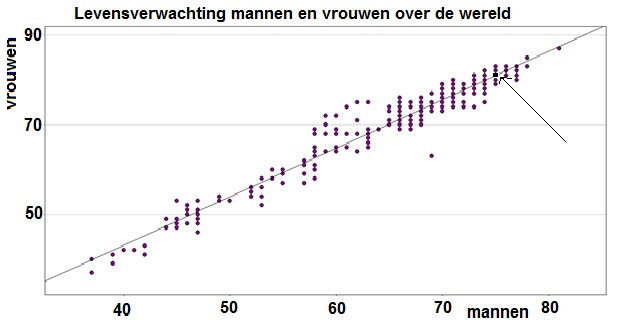 Levensverwachting mannen en vrouwen over de wereld
90
vrouwen
70
50
40 50 60 70 80
mannen